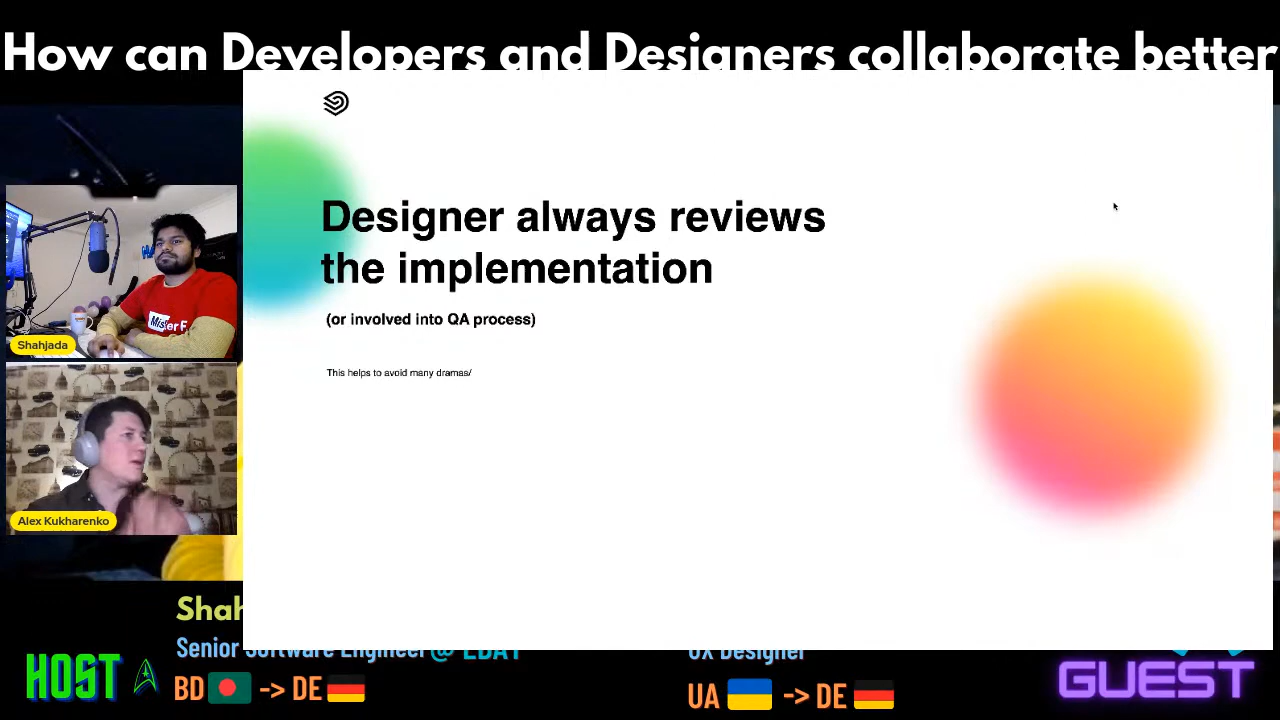 How can Developers and Designers collaborate better
Designer always reviews
the implementation
(or involved into QA process)
This helps to avoid many dramas/
Shahjada
Alex Kukharenko
Shah
Senior Software Engineer @ EBAY
UX Designer
HOST
BD -> DE
UA -> DE
GUEST